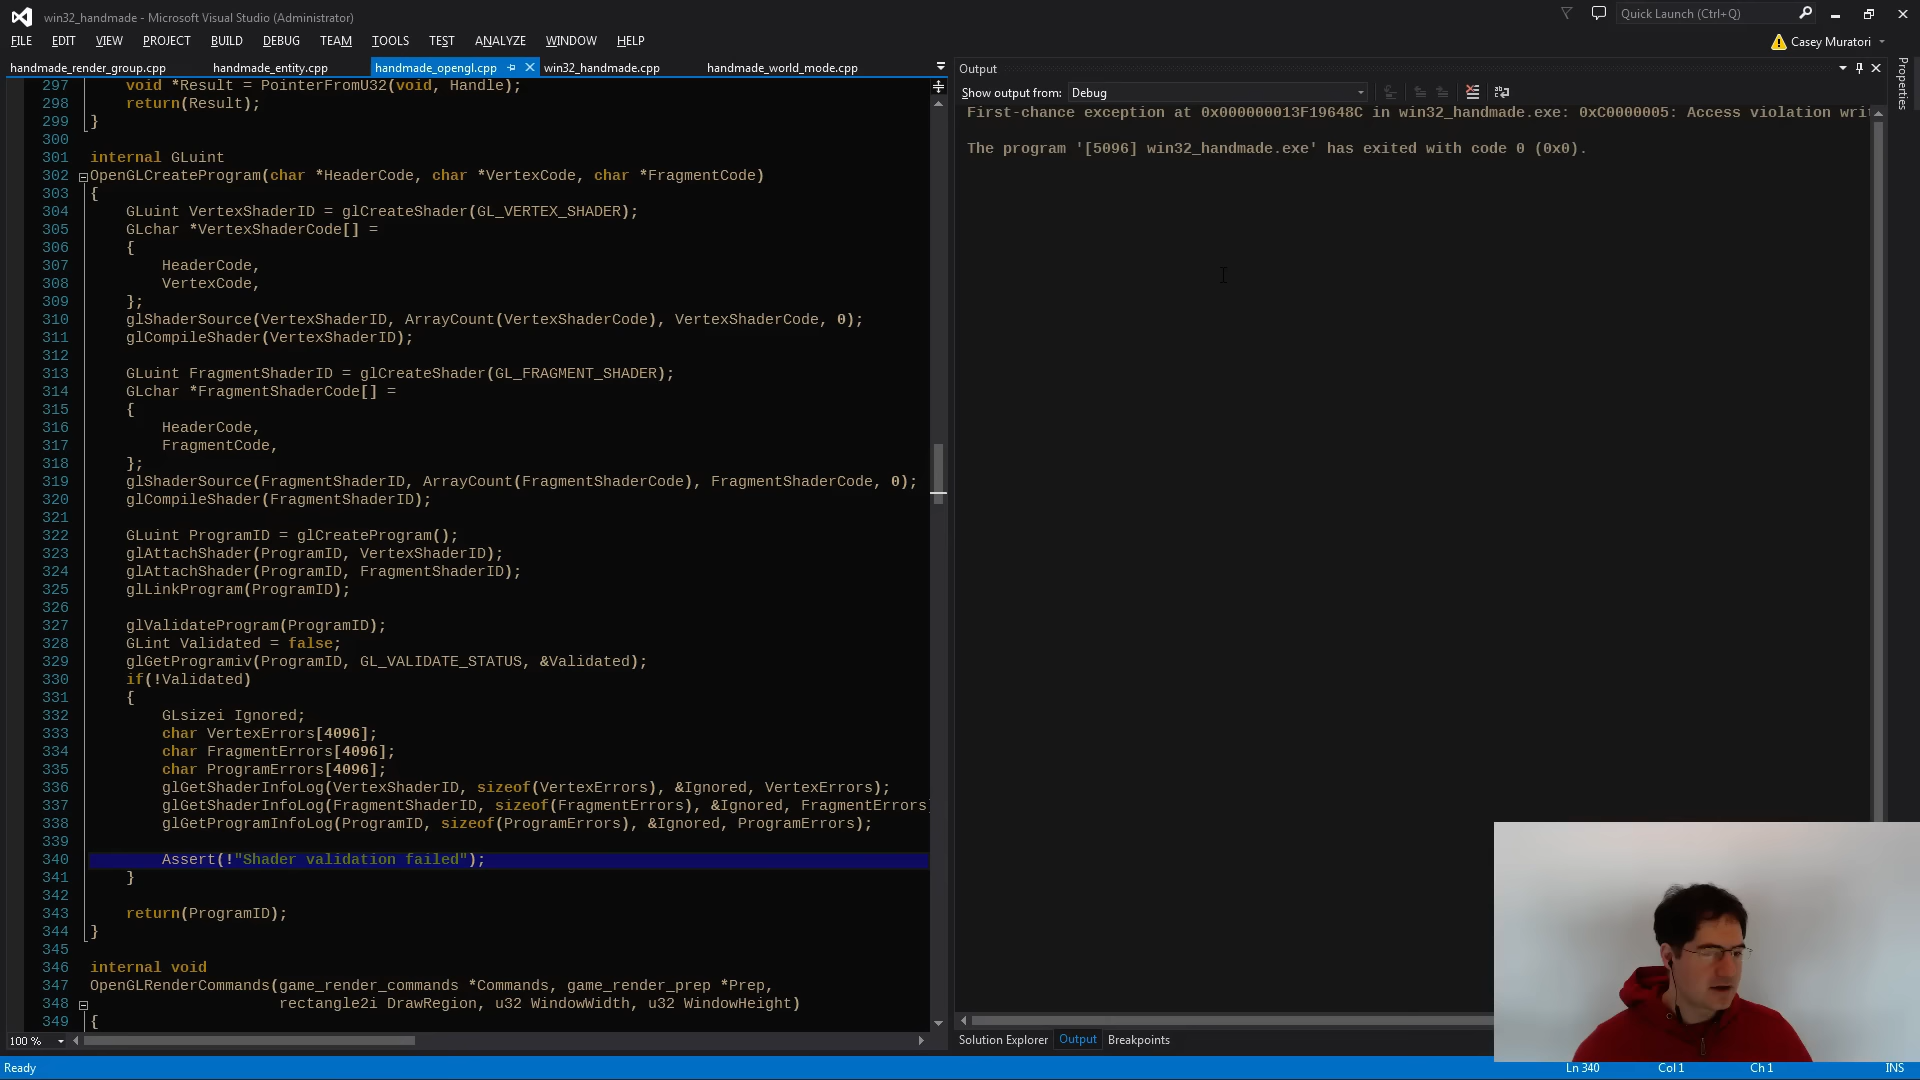 win32_handmade - Microsoft Visual Studio (Administrator)
Quick Launch (Ctrl+Q)
FILE EDIT VIEW PROJECT BUILD DEBUG TEAM TOOLS TEST ANALYZE WINDOW HELP
Casey Muratori
handmade_render_group.cpp handmade_entity.cpp handmade_opengl.cpp win32_handmade.cpp handmade_world_mode.cpp
297 void *Result = PointerFromU32(void, Handle);
298 return(Result);
299 }
300
301 internal GLuint
302 OpenGLCreateProgram(char *HeaderCode, char *VertexCode, char *FragmentCode)
303 {
304 GLuint VertexShaderID = glCreateShader(GL_VERTEX_SHADER);
305 GLchar *VertexShaderCode[] =
306 {
307 HeaderCode,
308 VertexCode,
309 };
310 glShaderSource(VertexShaderID, ArrayCount(VertexShaderCode), VertexShaderCode, 0);
311 glCompileShader(VertexShaderID);
312
313 GLuint FragmentShaderID = glCreateShader(GL_FRAGMENT_SHADER);
314 GLchar *FragmentShaderCode[] =
315 {
316 HeaderCode,
317 FragmentCode,
318 };
319 glShaderSource(FragmentShaderID, ArrayCount(FragmentShaderCode), FragmentShaderCode, 0);
320 glCompileShader(FragmentShaderID);
321
322 GLuint ProgramID = glCreateProgram();
323 glAttachShader(ProgramID, VertexShaderID);
324 glAttachShader(ProgramID, FragmentShaderID);
325 glLinkProgram(ProgramID);
326
327 glValidateProgram(ProgramID);
328 GLint Validated = false;
329 glGetProgramiv(ProgramID, GL_VALIDATE_STATUS, &Validated);
330 if(!Validated)
331 {
332 GLsizei Ignored;
333 char VertexErrors[4096];
334 char FragmentErrors[4096];
335 char ProgramErrors[4096];
336 glGetShaderInfoLog(VertexShaderID, sizeof(VertexErrors), &Ignored, VertexErrors);
337 glGetShaderInfoLog(FragmentShaderID, sizeof(FragmentErrors), &Ignored, FragmentErrors)
338 glGetProgramInfoLog(ProgramID, sizeof(ProgramErrors), &Ignored, ProgramErrors);
339
340 Assert(!"Shader validation failed");
341 }
342
343 return(ProgramID);
344 }
345
346 internal void
347 OpenGLRenderCommands(game_render_commands *Commands, game_render_prep *Prep,
348 rectangle2i DrawRegion, u32 WindowWidth, u32 WindowHeight)
349 {
100 %
Output
Show output from: Debug
First-chance exception at 0x000000013F19648C in win32_handmade.exe: 0xC0000005: Access violation wri
The program '[5096] win32_handmade.exe' has exited with code 0 (0x0).
Solution Explorer Output Breakpoints
Properties
Ready
Ln 340 Col 1 Ch 1 INS